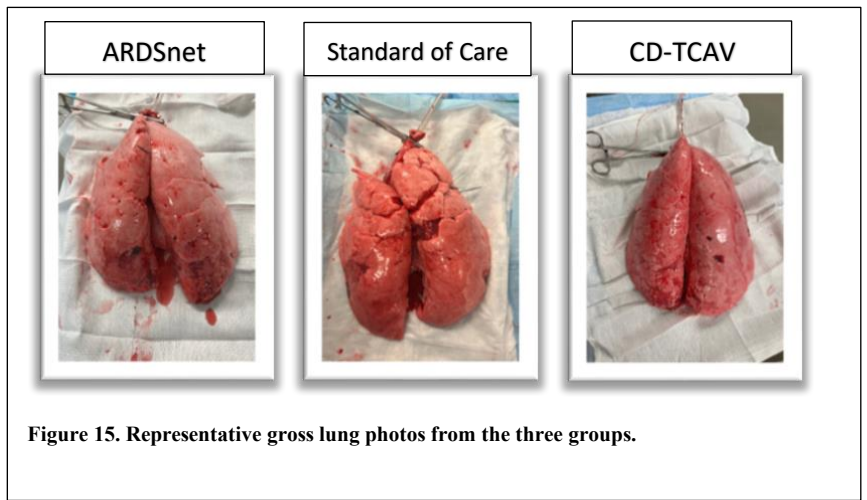 ARDSnet
Standard of Care
CD-TCAV
Figure 15. Representative gross lung photos from the three groups.